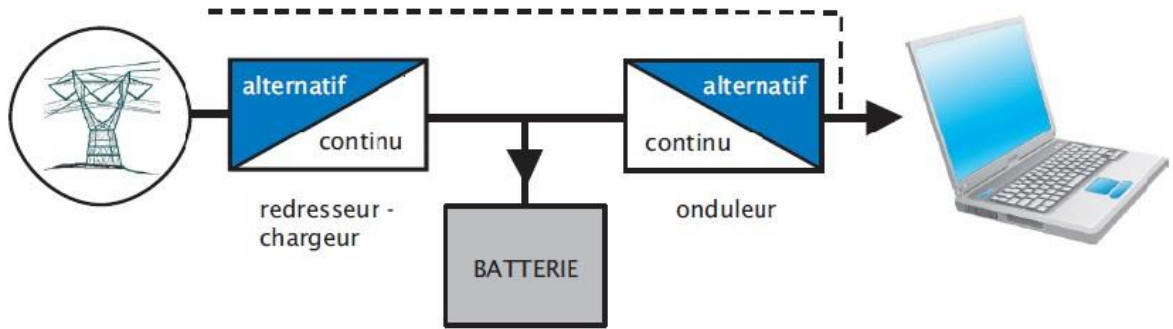 alternatif
continu
redresseur -
chargeur
BATTERIE
alternatif
continu
onduleur